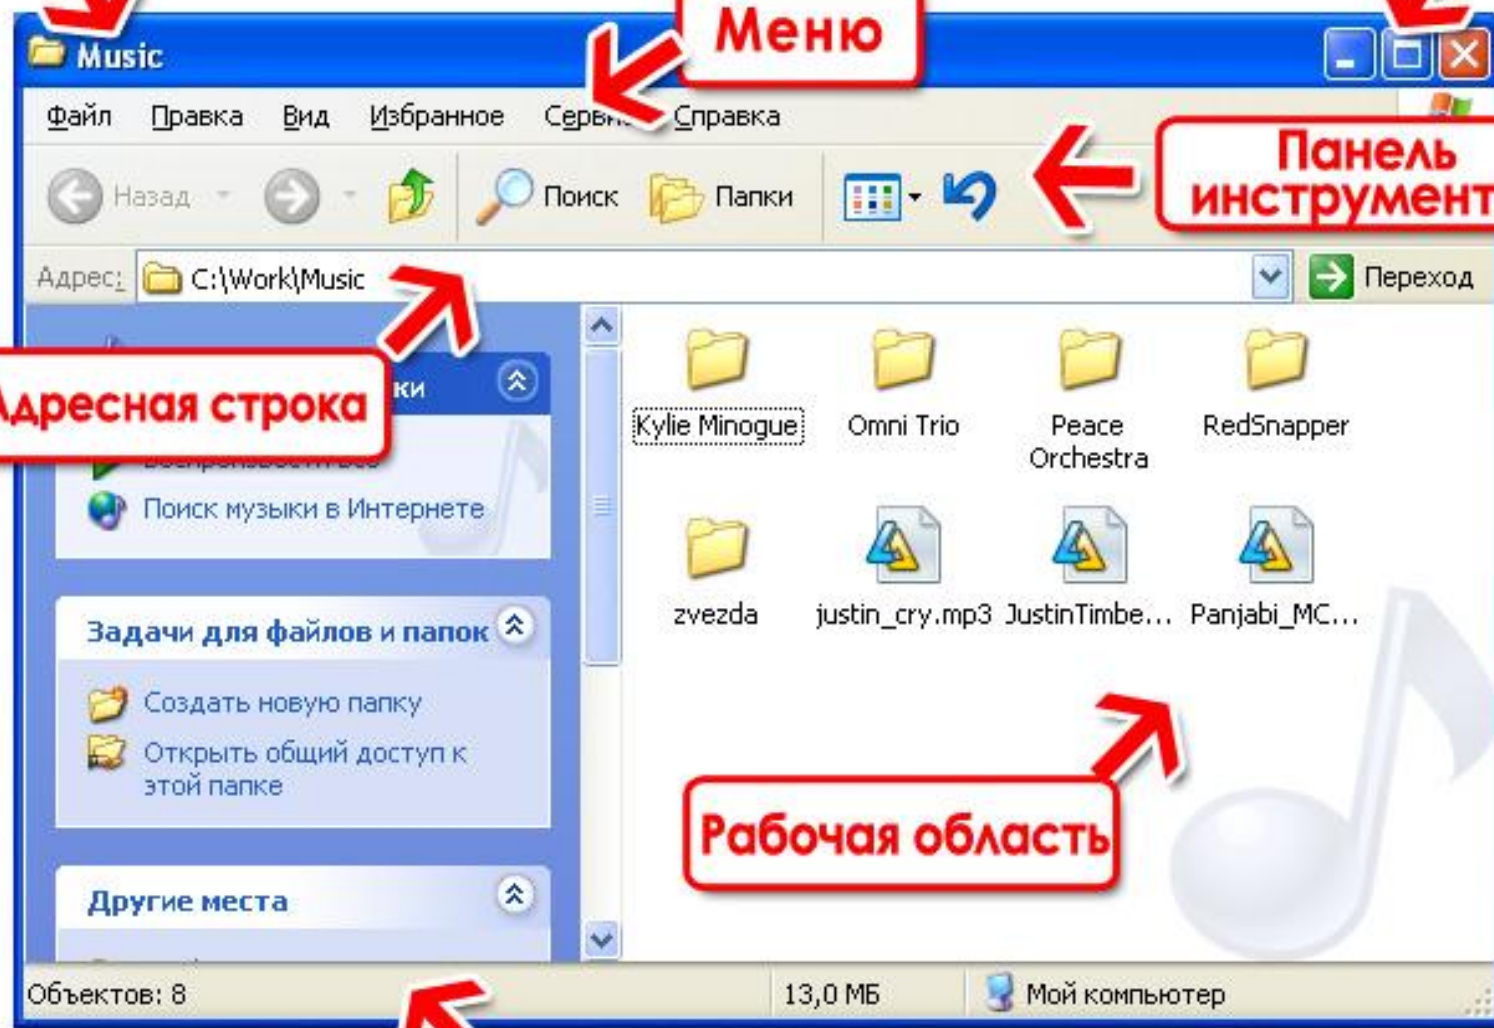 Меню
Music
Файл Правка Вид Избранное Справка
Панель
инструмент
Назад Поиск Папки
Адрес: C:\Work\Music Переход
Адресная строка
ки
Kylie Minogue Omni Trio Peace Orchestra RedSnapper
Поиск музыки в Интернете
zvezda justin_cry.mp3 JustinTimbe... Panjabi_MC...
Задачи для файлов и папок
Создать новую папку
Открыть общий доступ к
этой папке
Рабочая область
Другие места
Объектов: 8 13,0 МБ Мой компьютер